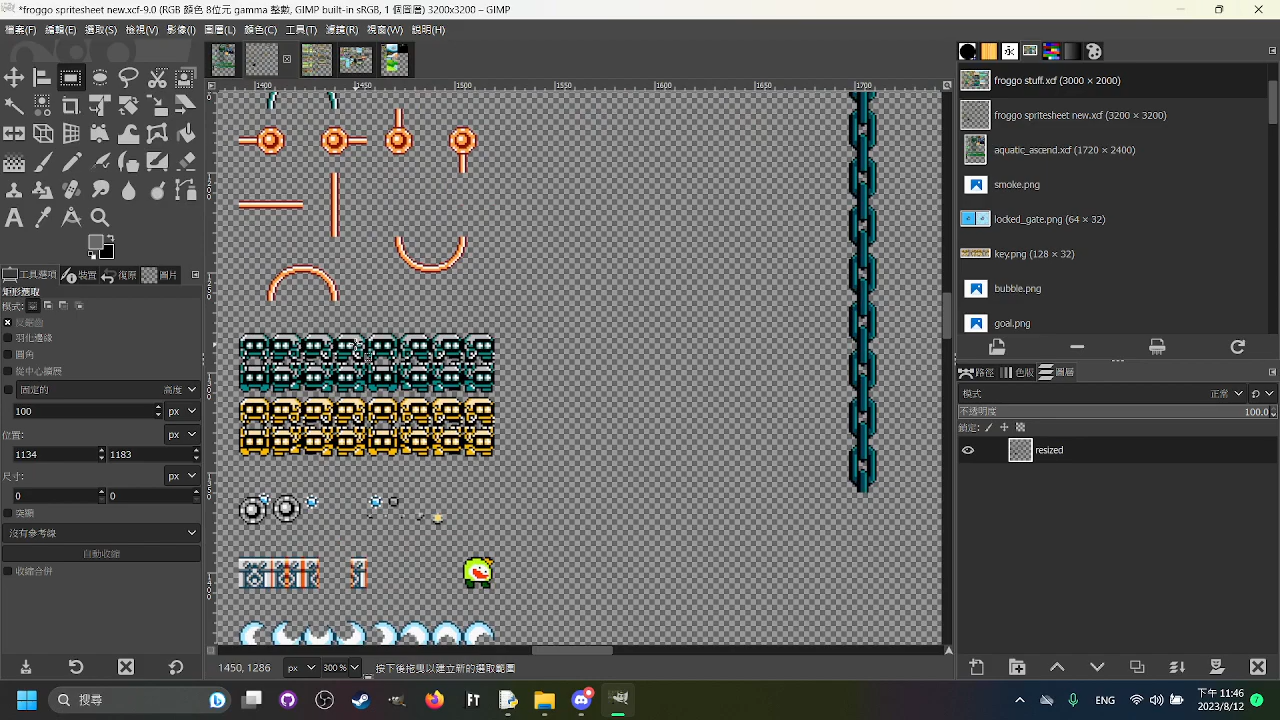 *froggo spritesheet new.xcf-9.0 (RGB 顏色 8位元 gamma 整數, GIMP built-in sRGB, 1 個圖層) 3200x3200 – GIMP
檔案(F) 編輯(E) 選取(S) 檢視(V) 影像(I) 圖層(L) 顏色(C) 工具(T) 濾鏡(R) 視窗(W) 說明(H)
1400 1450 1500 1550 1600 1650 1700
froggo stuff.xcf (3000 × 2000)
froggo spritesheet new.xcf (3200 × 3200)
aquatic_ascend.xcf (1720 × 2400)
smoke.png
locked_gate.png (64 × 32)
key.png (128 × 32)
bubble.png
goal.png
工具選項 裝置 復原 圖片
矩形選取
模式:
反鋸齒
羽化邊緣
圓角
從中心擴展
固定的 高度
100 px
位置: px
1134 1183
尺寸: px
0 0
突顯
沒有參考線
自動收縮
收縮合併
路徑 色版 圖層
模式 正常
不透明度 100.0
鎖定:
resized
1450, 1286 px 300 % 按下後拖曳以建立新的選取範圍
搜尋
FT
ENG
下午 11:46
2023/8/12
7